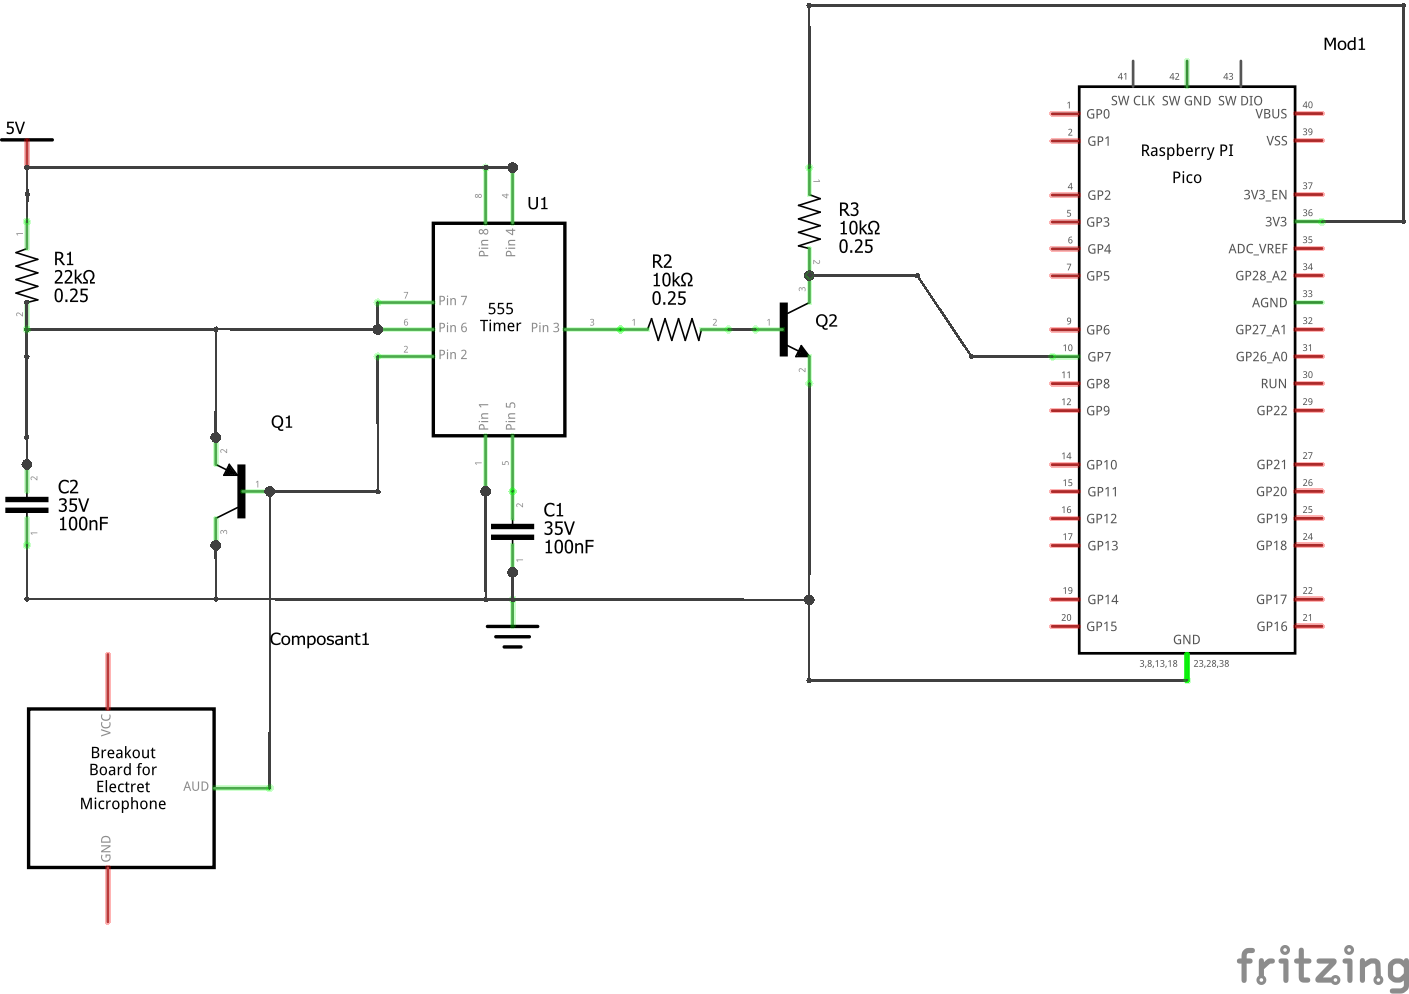 Mod1
41
42
43
SW CLK
SW GND
SW DIO
1
GP0
VBUS
40
2
GP1
VSS
39
Raspberry PI
Pico
4
GP2
3V3_EN
37
5
GP3
3V3
36
6
GP4
ADC_VREF
35
7
GP5
GP28_A2
34
AGND
33
9
GP6
GP27_A1
32
10
GP7
GP26_A0
31
11
GP8
RUN
30
12
GP9
GP22
29
14
GP10
GP21
27
15
GP11
GP20
26
16
GP12
GP19
25
17
GP13
GP18
24
19
GP14
GP17
22
20
GP15
GP16
21
GND
3,8,13,18
23,28,38
5V
1
R1
22kΩ
0.25
2
8
4
U1
Pin 8
Pin 4
7
Pin 7
6
Pin 6
2
Pin 2
555
Timer
Pin 3
3
Pin 1
Pin 5
1
5
R2
10kΩ
0.25
1
2
1
R3
10kΩ
0.25
2
3
1
Q2
2
Q1
2
1
3
2
C2
35V
100nF
1
2
C1
35V
100nF
1
Composant1
VCC
Breakout
Board for
Electret
Microphone
AUD
GND
fritzing